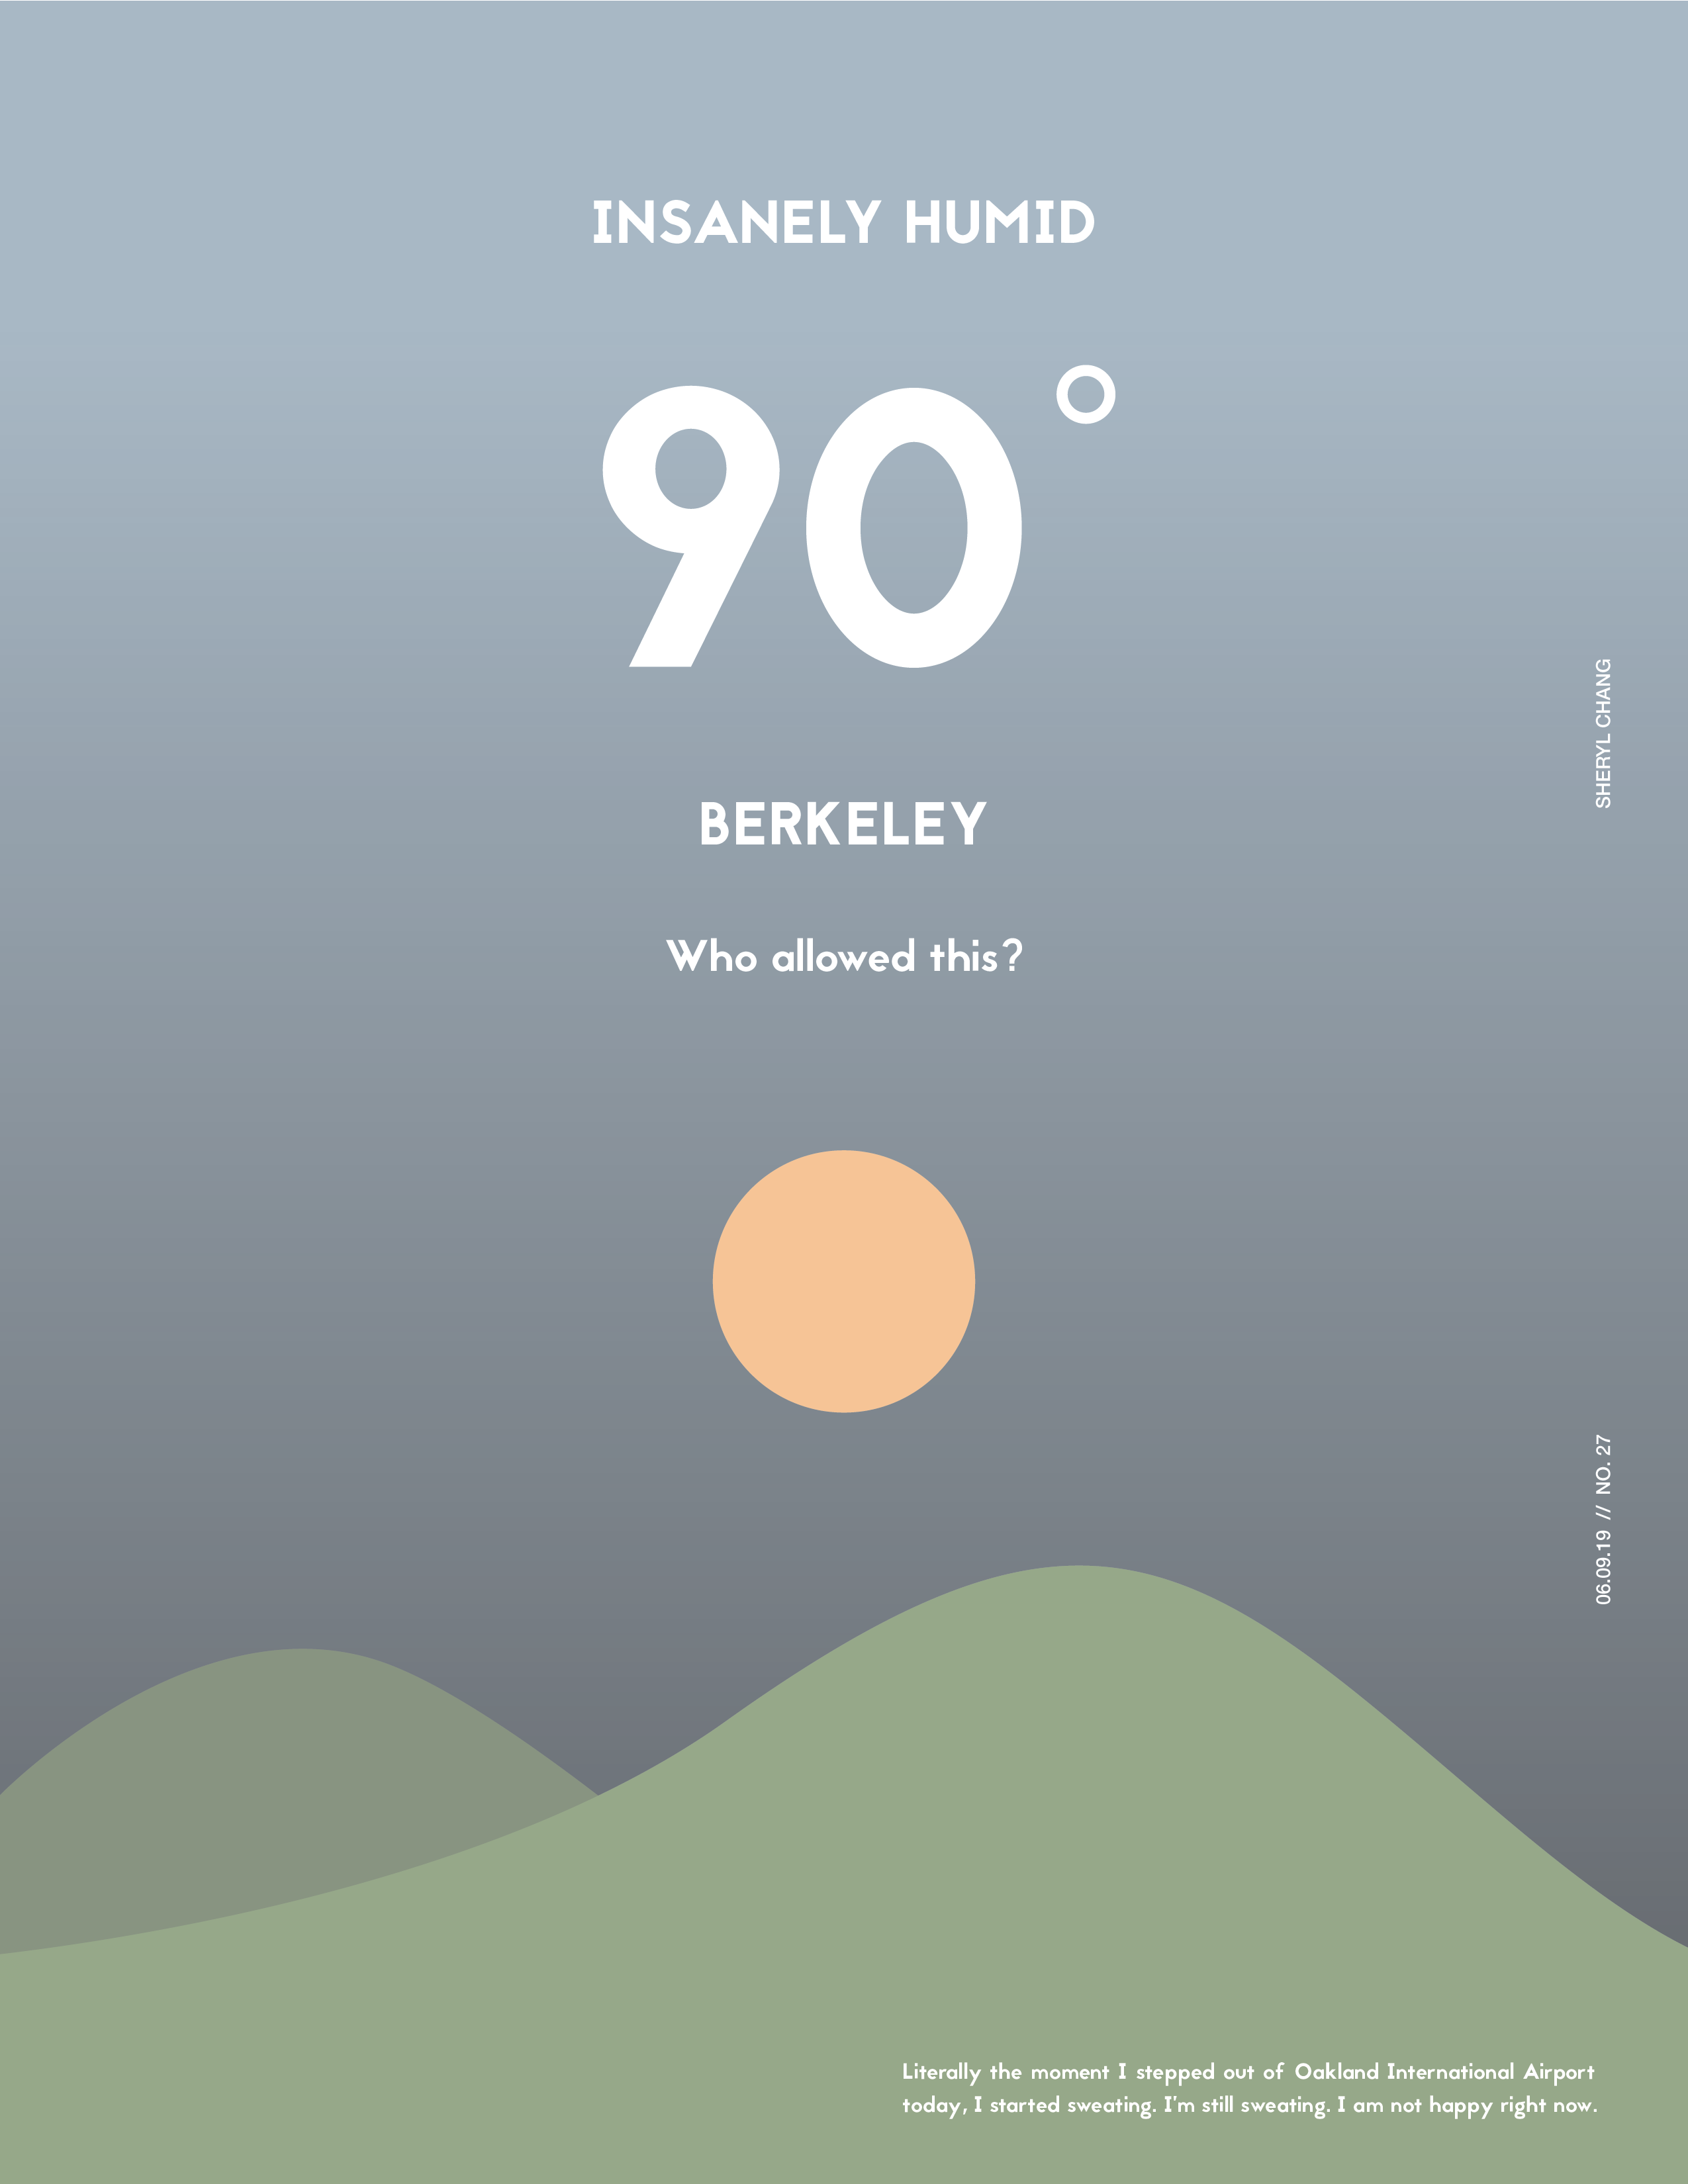 INSANELY HUMID
90°
BERKELEY
Who allowed this?
SHERYL CHANG
06.09.19 // NO. 27
Literally the moment I stepped out of Oakland International Airport
today, I started sweating. I'm still sweating. I am not happy right now.